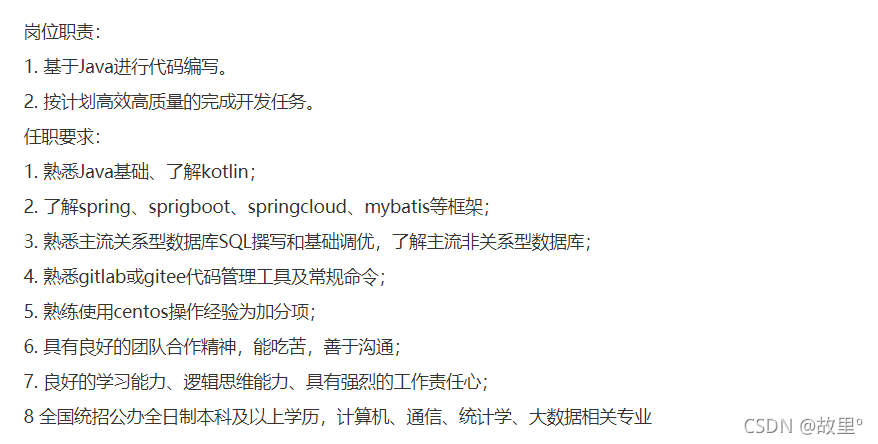 岗位职责：
1. 基于Java进行代码编写。
2. 按计划高效高质量的完成开发任务。
任职要求：
1. 熟悉Java基础、了解kotlin；
2. 了解spring、sprigboot、springcloud、mybatis等框架；
3. 熟悉主流关系型数据库SQL撰写和基础调优，了解主流非关系型数据库；
4. 熟悉gitlab或gitee代码管理工具及常规命令；
5. 熟练使用centos操作经验为加分项；
6. 具有良好的团队合作精神，能吃苦，善于沟通；
7. 良好的学习能力、逻辑思维能力、具有强烈的工作责任心；
8 全国统招公办全日制本科及以上学历，计算机、通信、统计学、大数据相关专业
CSDN @故里º